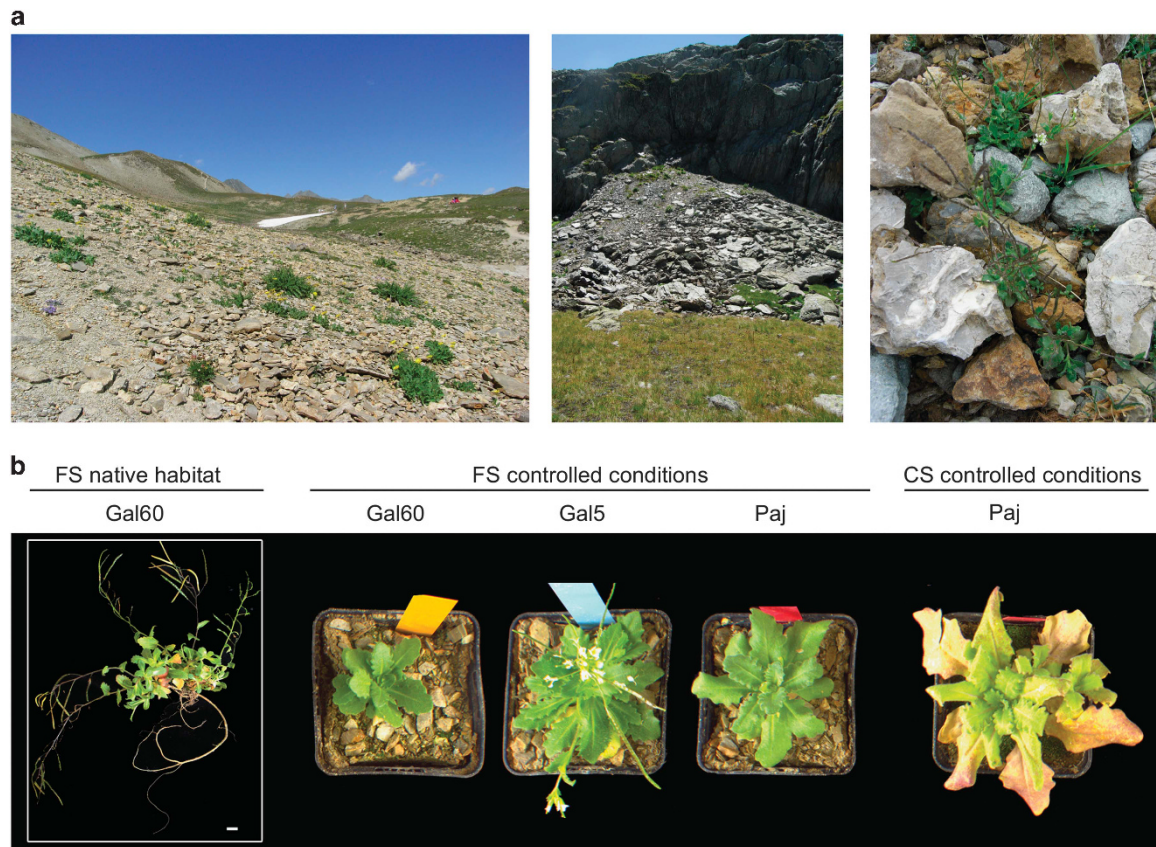 a
b
FS native habitat FS controlled conditions CS controlled conditions
Gal60 Gal60 Gal5 Paj Paj